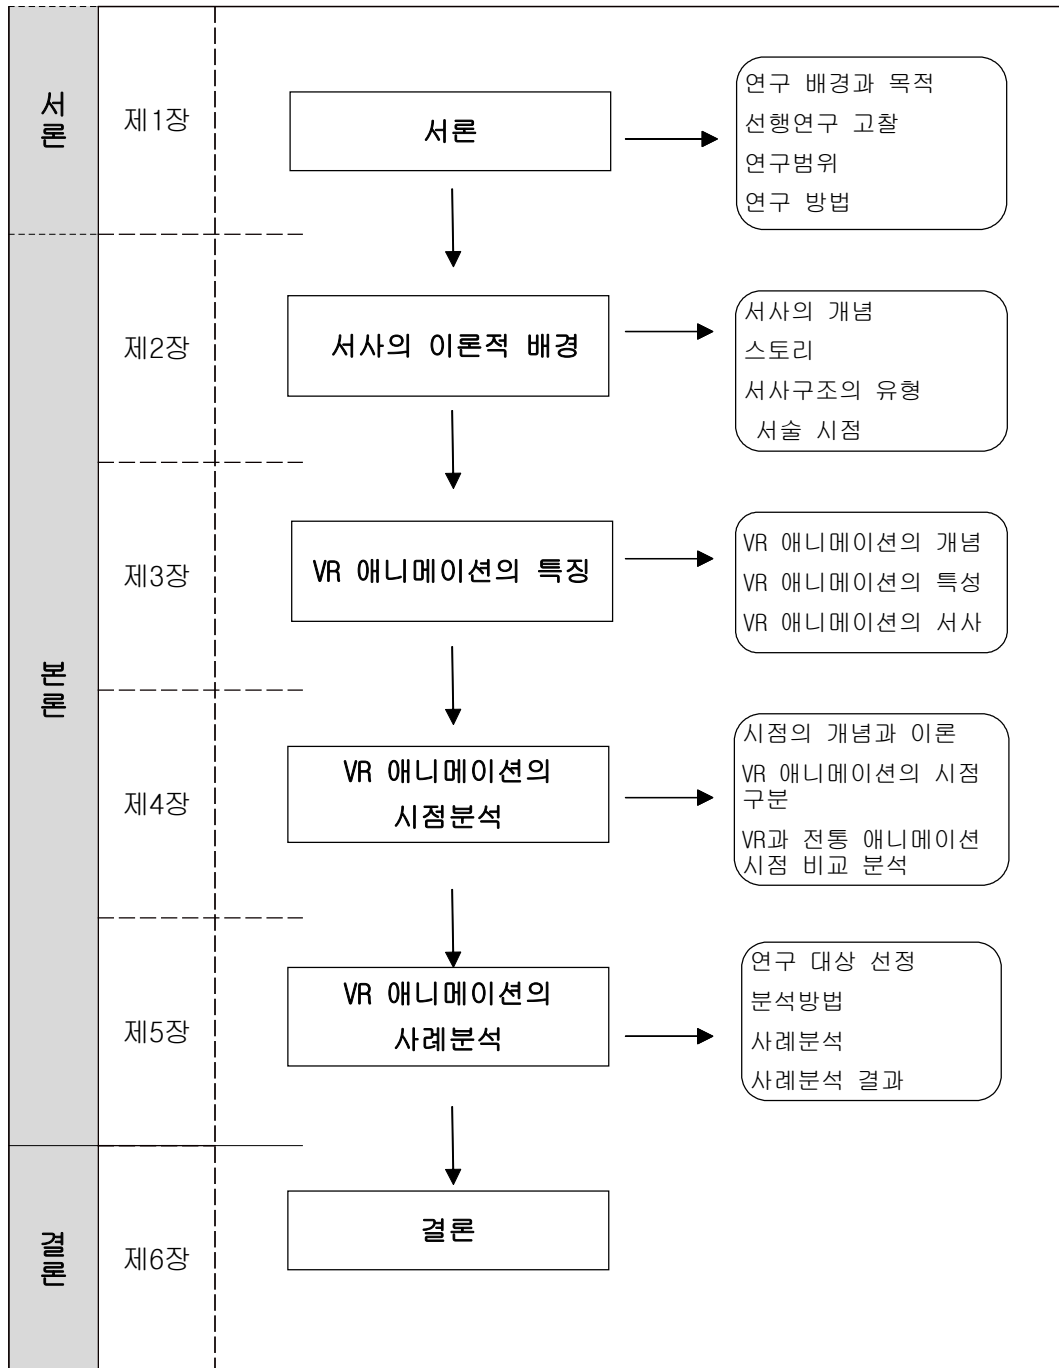 서론
제1장
서론
연구 배경과 목적
선행연구 고찰
연구범위
연구 방법
본론
제2장
서사의 이론적 배경
서사의 개념
스토리
서사구조의 유형
서술 시점
제3장
VR 애니메이션의 특징
VR 애니메이션의 개념
VR 애니메이션의 특성
VR 애니메이션의 서사
제4장
VR 애니메이션의
시점분석
시점의 개념과 이론
VR 애니메이션의 시점
구분
VR과 전통 애니메이션
시점 비교 분석
제5장
VR 애니메이션의
사례분석
연구 대상 선정
분석방법
사례분석
사례분석 결과
결론
제6장
결론